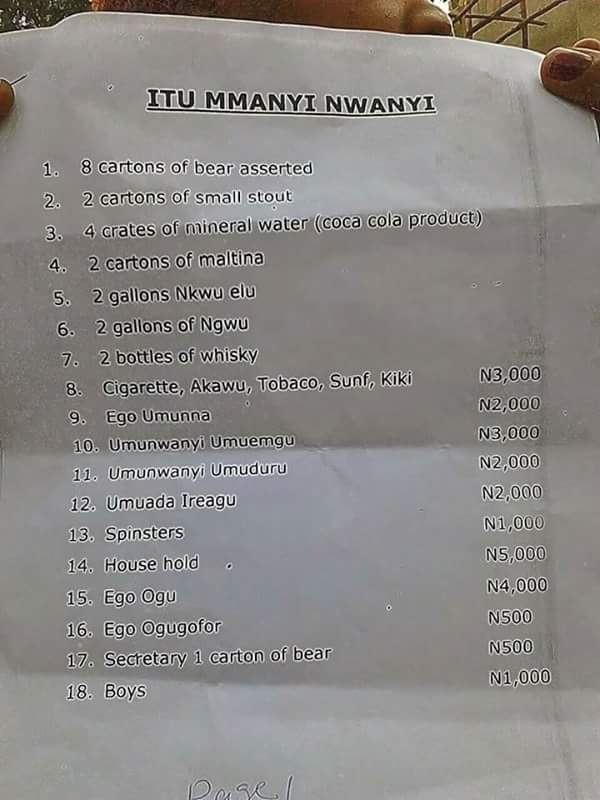 ITU MMANYI NWANYI
1. 8 cartons of bear asserted
2. 2 cartons of small stout
3. 4 crates of mineral water (coca cola product)
4. 2 cartons of maltina
5. 2 gallons Nkwu elu
6. 2 gallons of Ngwu
7. 2 bottles of whisky
8. Cigarette, Akawu, Tobaco, Sunf, Kiki N3,000
9. Ego Umunna N2,000
10. Umunwanyi Umuemgu N3,000
11. Umunwanyi Umuduru N2,000
12. Umuada Ireagu N2,000
13. Spinsters N1,000
14. House hold N5,000
15. Ego Ogu N4,000
16. Ego Ogugofor N500
17. Secretary 1 carton of bear N500
18. Boys N1,000
Page 1